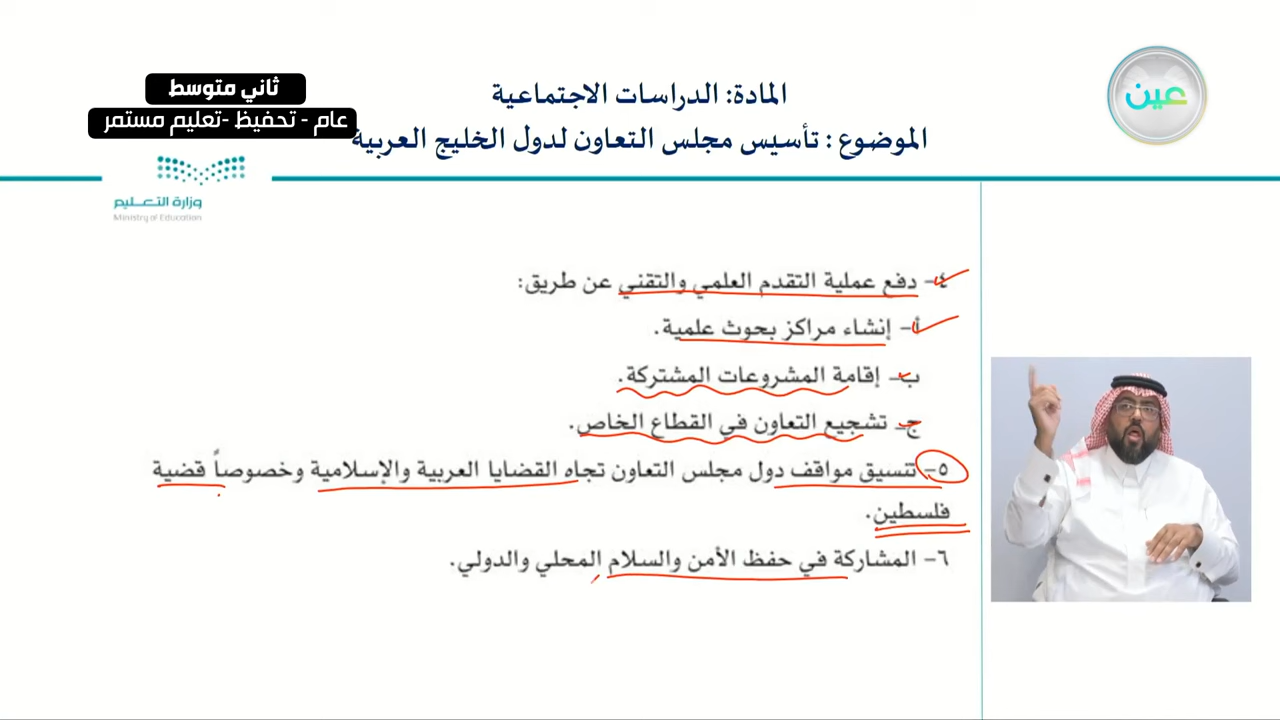 عين
المادة: الدراسات الاجتماعية
الموضوع : تأسيس مجلس التعاون لدول الخليج العربية
ثاني متوسط
عام - تحفيظ -تعليم مستمر
وزارة التعليم
Ministry of Education
٤- دفع عملية التقدم العلمي والتقني عن طريق:
أ- إنشاء مراكز بحوث علمية.
ب- إقامة المشروعات المشتركة.
ج- تشجيع التعاون في القطاع الخاص.
٥- تنسيق مواقف دول مجلس التعاون تجاه القضايا العربية والإسلامية وخصوصاً قضية
فلسطين.
٦- المشاركة في حفظ الأمن والسلام المحلي والدولي.